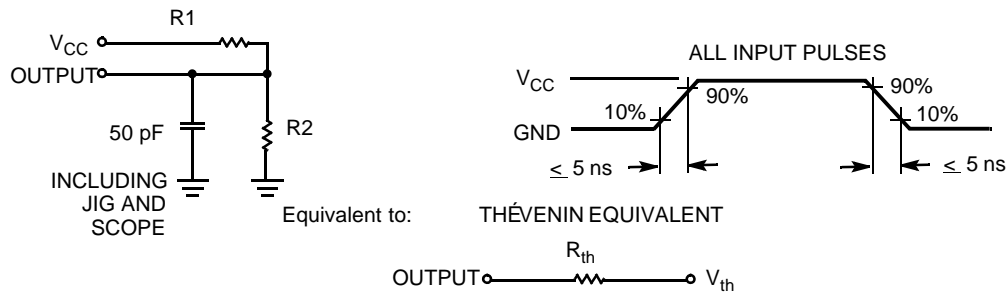 R1
VCC
OUTPUT
50 pF
R2
INCLUDING
JIG AND
SCOPE
ALL INPUT PULSES
VCC
GND
10%
90%
90%
10%
≤ 5 ns
≤ 5 ns
Equivalent to:
THÉVENIN EQUIVALENT
Rth
OUTPUT
Vth